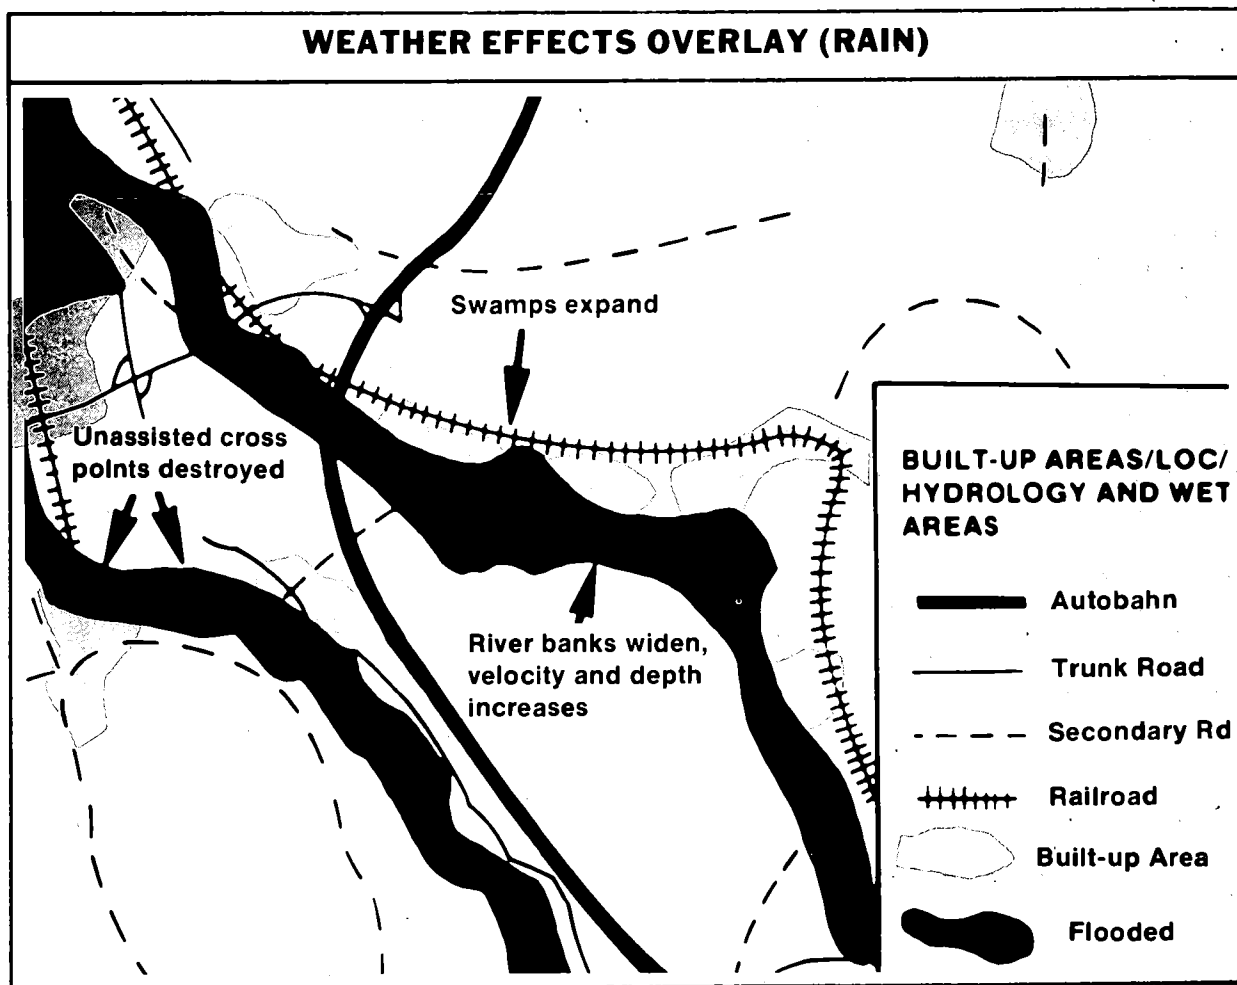 WEATHER EFFECTS OVERLAY (RAIN)
Swamps expand
Unassisted cross
points destroyed
River banks widen,
velocity and depth
increases
BUILT-UP AREAS/LOC/
HYDROLOGY AND WET
AREAS
Autobahn
Trunk Road
Secondary Rd
Railroad
Built-up Area
Flooded